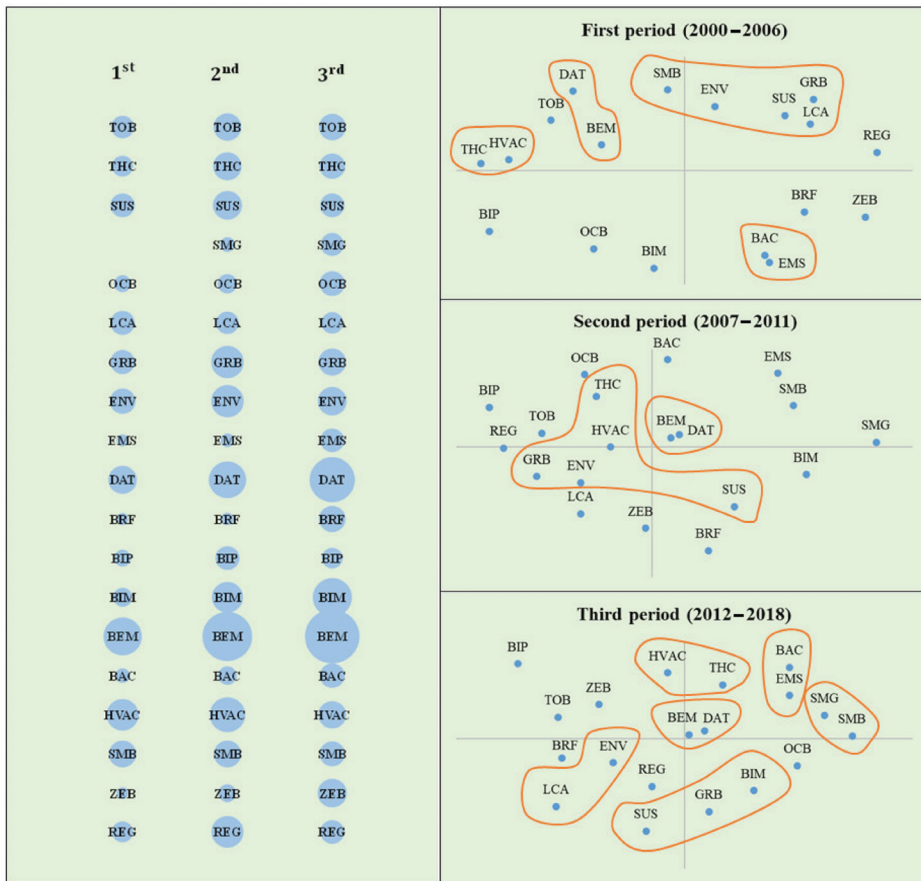 1st 2nd 3rd
TOB TOB TOB
THC THC THC
SUS SUS SUS
SMG SMG
OCB OCB OCB
LCA LCA LCA
GRB GRB GRB
ENV ENV ENV
EMS EMS EMS
DAT DAT DAT
BRF BRF BRF
BIP BIP BIP
BIM BIM BIM
BEM BEM BEM
BAC BAC BAC
HVAC HVAC HVAC
SMB SMB SMB
ZEB ZEB ZEB
REG REG REG
First period (2000–2006)
DAT SMB GRB
ENV
TOB SUS LCA
BEM
THC HVAC REG
BRF ZEB
BIP
OCB BAC
BIM EMS
Second period (2007–2011)
BAC
OCB EMS
THC SMB
BIP
TOB BEM DAT
REG HVAC SMG
GRB ENV BIM
LCA SUS
ZEB
BRF
Third period (2012–2018)
BIP HVAC THC BAC
EMS
TOB ZEB SMG SMB
BEM DAT
BRF ENV OCB
LCA REG BIM
SUS GRB